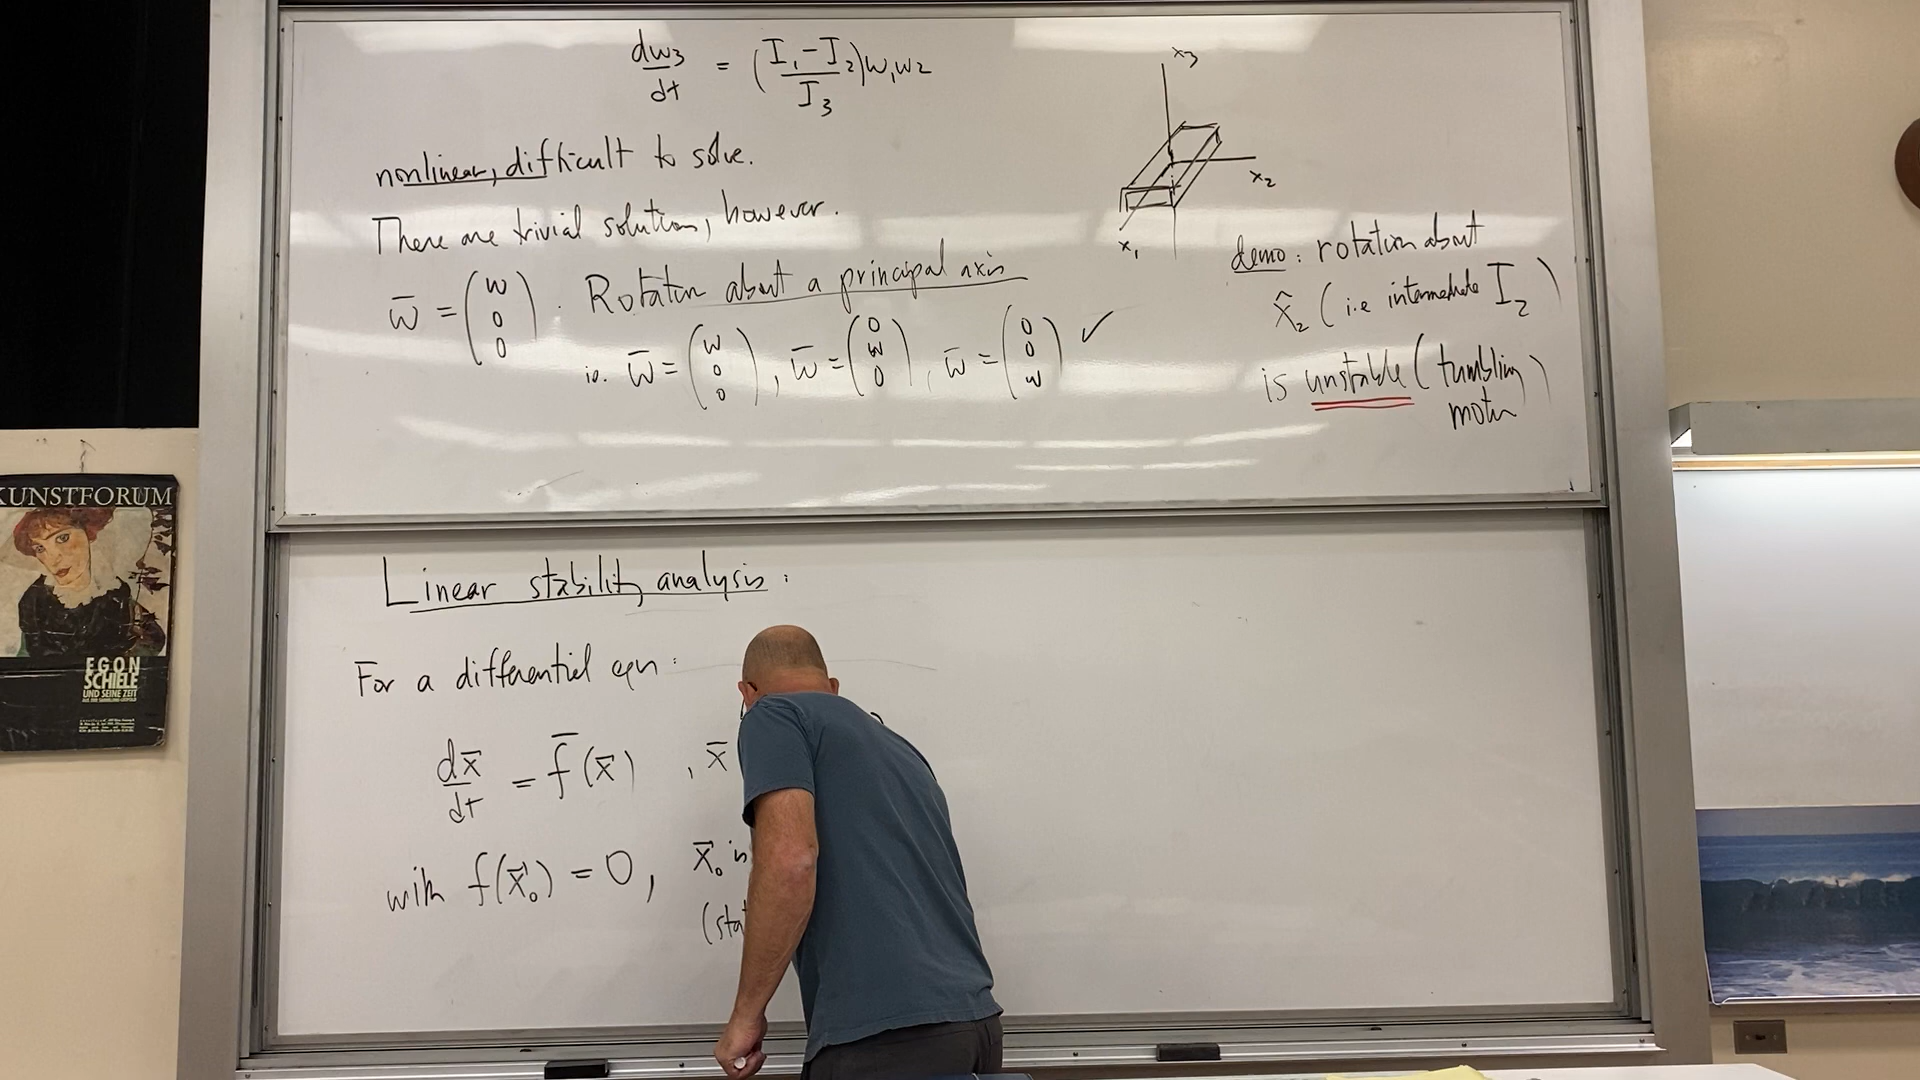 dw₃/dt = (I₁-I₂/I₃)w₁w₂
nonlinear, difficult to solve.
There are trivial solutions, however.
w̄ = (w 0 0). Rotation about a principal axis
ie. w̄ = (w 0 0), w̄ = (0 w 0), w̄ = (0 0 w) ✓
x₃
x₂
x₁
demo: rotation about
x̂₂ (i.e intermediate I₂)
is unstable (tumbling
motion)
Linear stability analysis:
For a differential eqn:
dx̄/dt = f̄(x̄) , x̄
with f(x̄₀) = 0, x̄₀ is
(sta
KUNSTFORUM
EGON
SCHIELE
UND SEINE ZEIT